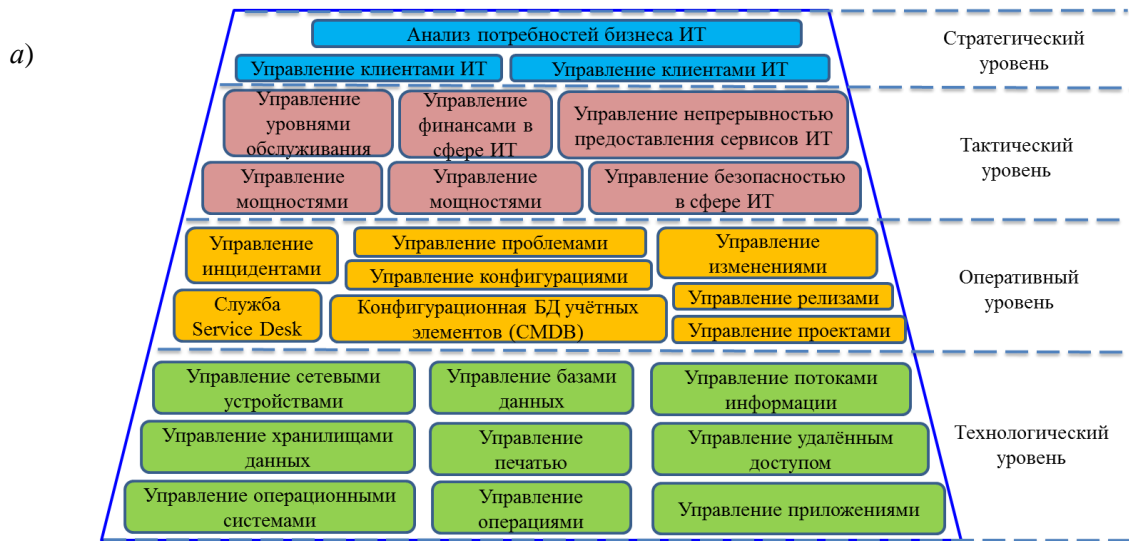 а)
Анализ потребностей бизнеса ИТ
Управление клиентами ИТ
Управление клиентами ИТ
Стратегический
уровень
Управление
уровнями
обслуживания
Управление
финансами в
сфере ИТ
Управление непрерывностью
предоставления сервисов ИТ
Управление
мощностями
Управление
мощностями
Управление безопасностью
в сфере ИТ
Тактический
уровень
Управление
инцидентами
Управление проблемами
Управление конфигурациями
Управление
изменениями
Служба
Service Desk
Конфигурационная БД учётных
элементов (CMDB)
Управление релизами
Управление проектами
Оперативный
уровень
Управление сетевыми
устройствами
Управление базами
данных
Управление потоками
информации
Управление хранилищами
данных
Управление
печатью
Управление удалённым
доступом
Управление операционными
системами
Управление
операциями
Управление приложениями
Технологический
уровень